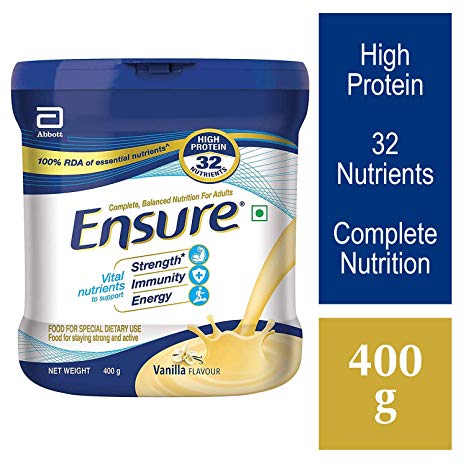 Abbott
100% RDA of essential nutrients^
HIGH
PROTEIN
32
NUTRIENTS
Complete, Balanced Nutrition For Adults
Ensure®
Vital
nutrients
to support
Strength*
Immunity
Energy
FOOD FOR SPECIAL DIETARY USE
Food for staying strong and active
NET WEIGHT 400 g
Vanilla FLAVOUR
High
Protein
32
Nutrients
Complete
Nutrition
400
g